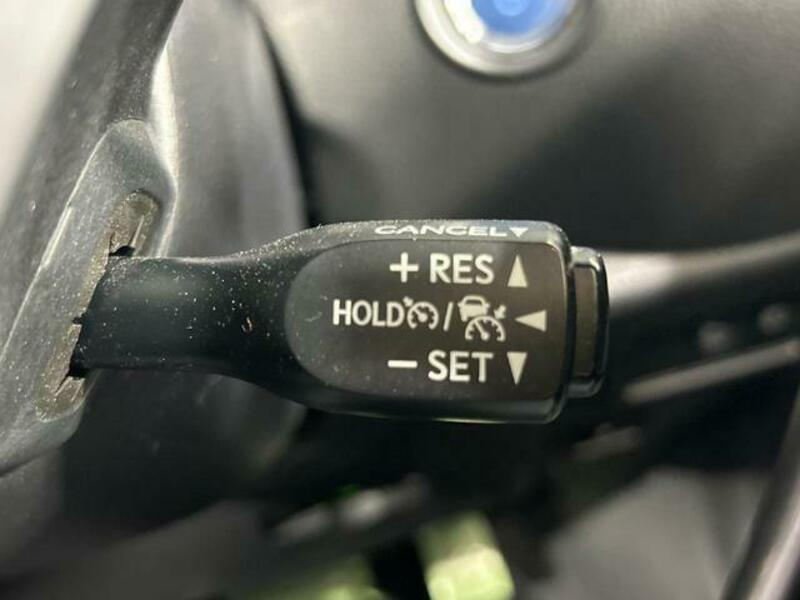 CANCEL▼
+ RES ▲
HOLD / ◀
− SET ▼